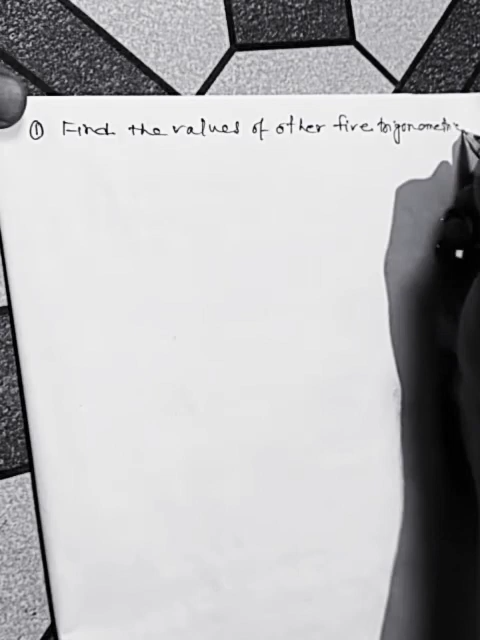 ① Find the values of other five trigonometric